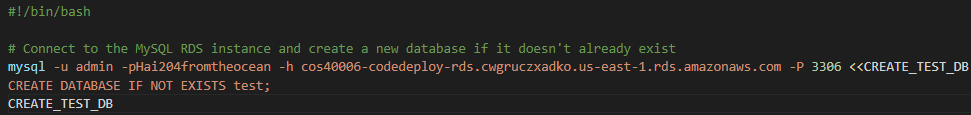 #!/bin/bash
# Connect to the MySQL RDS instance and create a new database if it doesn't already exist
mysql -u admin -pHai204fromtheocean -h cos40006-codedeploy-rds.cwgruczxadko.us-east-1.rds.amazonaws.com -P 3306 <<CREATE_TEST_DB
CREATE DATABASE IF NOT EXISTS test;
CREATE_TEST_DB